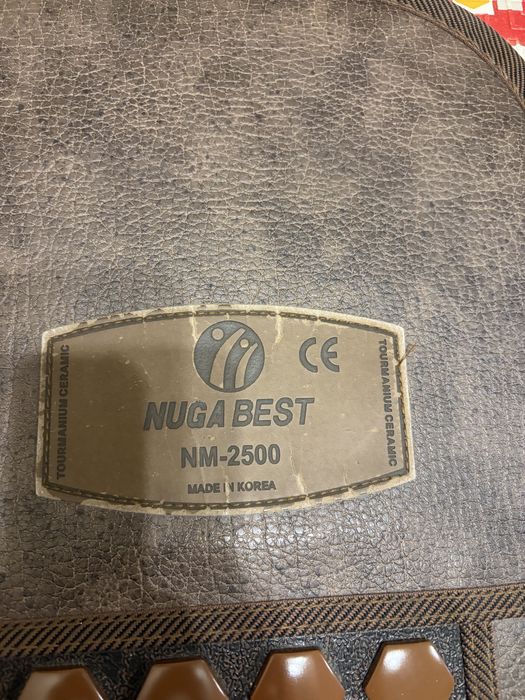 CE
TOURMANIUM CERAMIC
NUGA BEST
NM-2500
MADE IN KOREA
TOURMANIUM CERAMIC